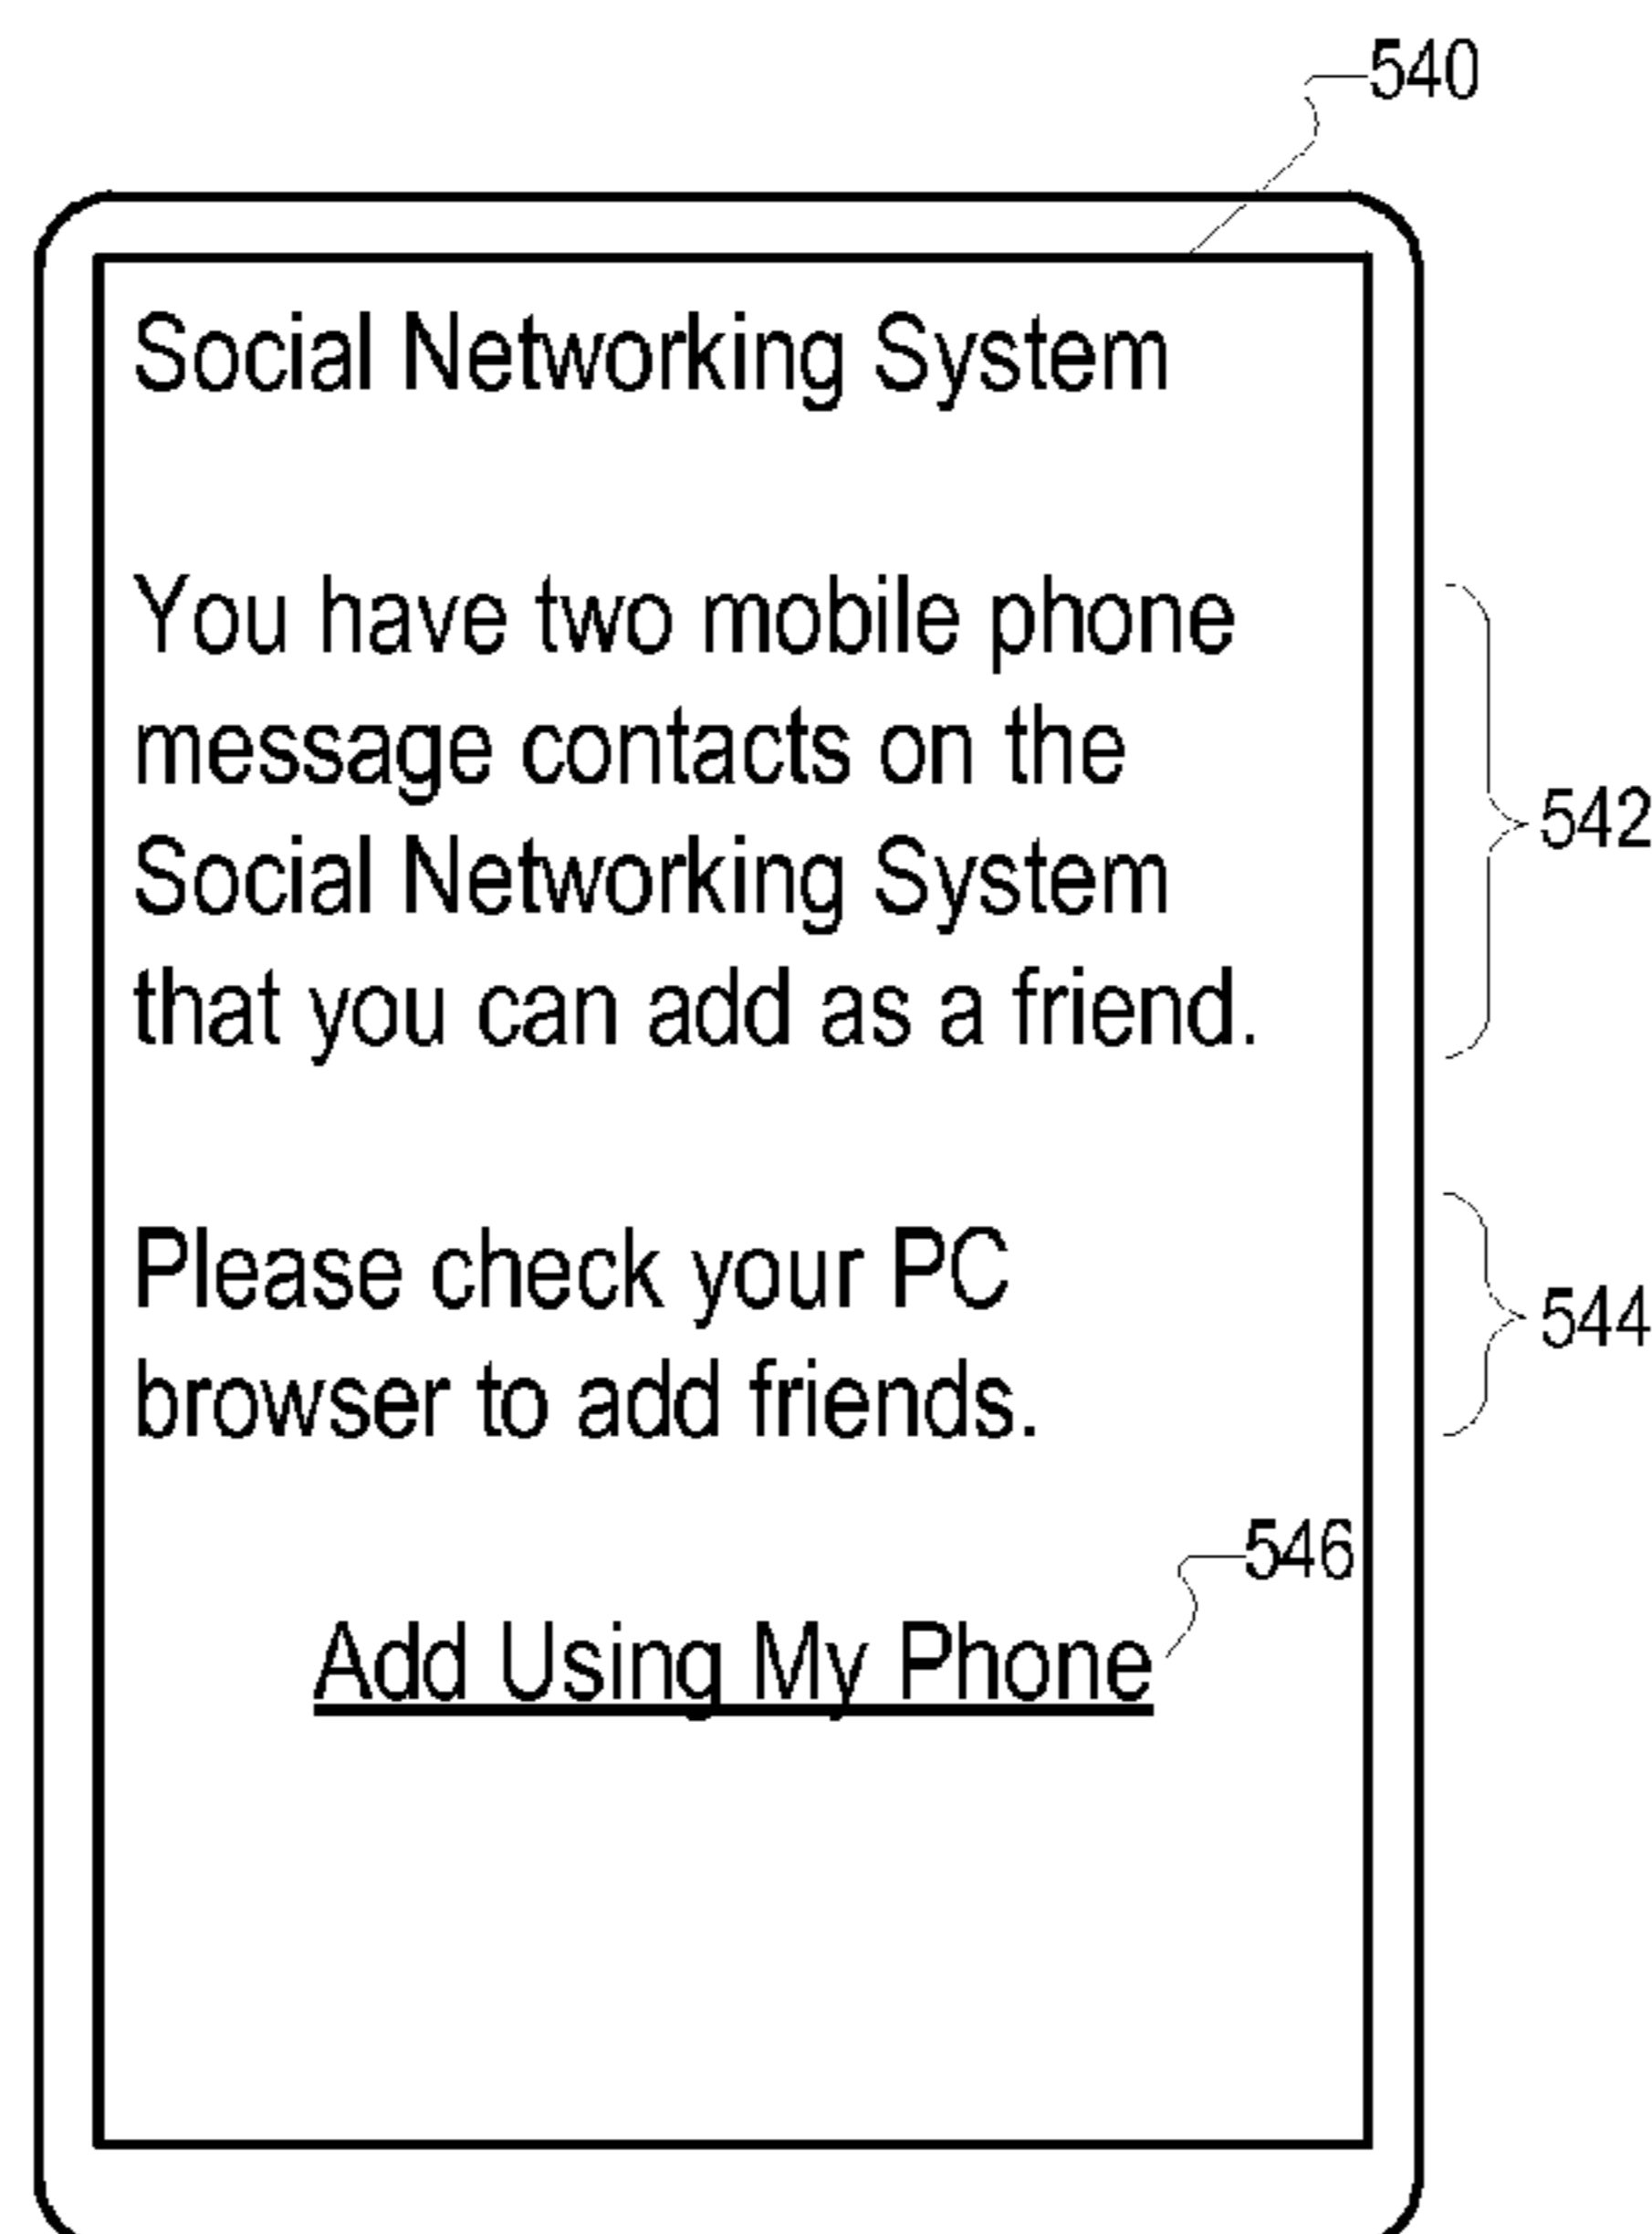 540
Social Networking System
You have two mobile phone
message contacts on the
Social Networking System
that you can add as a friend.
542
Please check your PC
browser to add friends.
544
546
Add Using My Phone